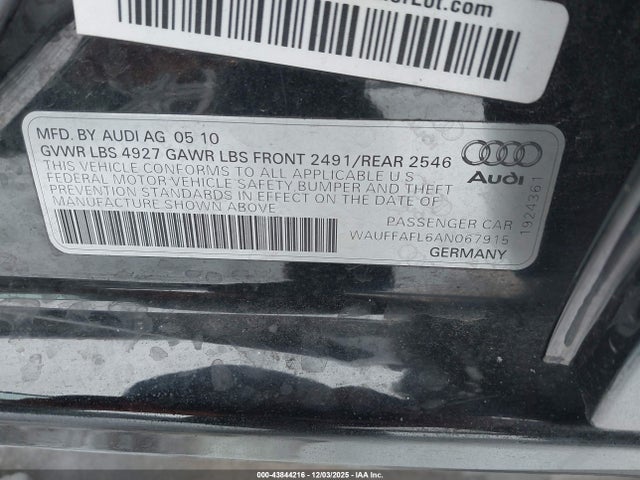 Lot.com
MFD. BY AUDI AG 05 10
GVWR LBS 4927 GAWR LBS FRONT 2491/REAR 2546
THIS VEHICLE CONFORMS TO ALL APPLICABLE U S
FEDERAL MOTOR VEHICLE SAFETY, BUMPER AND THEFT
PREVENTION STANDARDS IN EFFECT ON THE DATE OF
MANUFACTURE SHOWN ABOVE
Audi
PASSENGER CAR
WAUFFAFL6AN067915
GERMANY
1924361
000-43844216 - 12/03/2025 - IAA Inc.